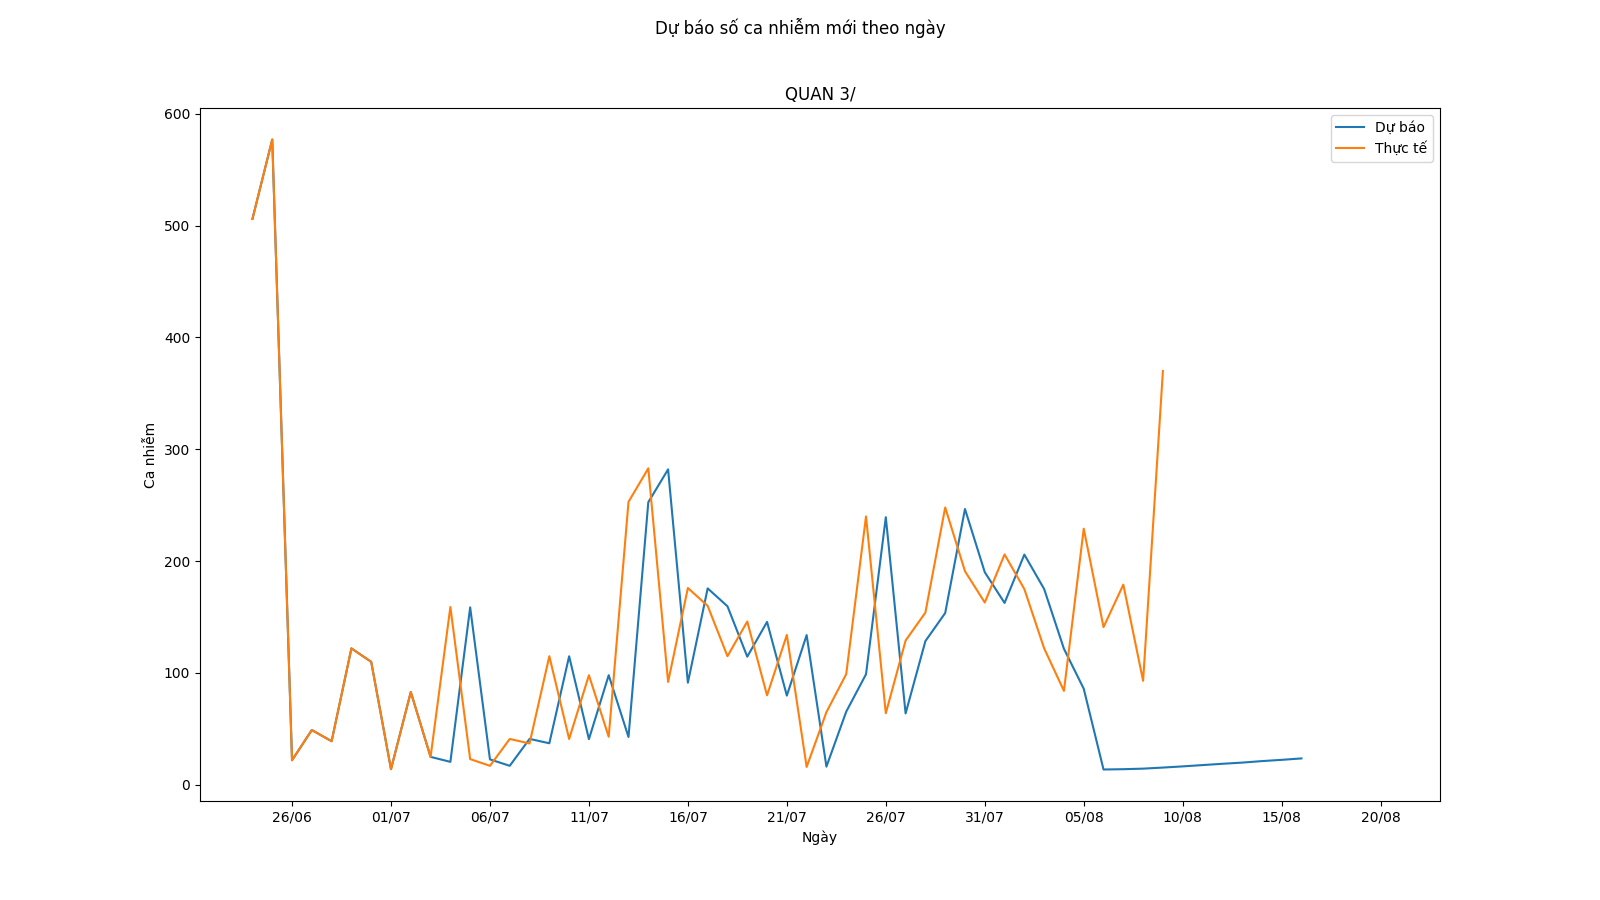 Dự báo số ca nhiễm mới theo ngày
QUAN 3/
Dự báo
Thực tế
600
500
400
300
200
100
0
Ca nhiễm
26/06 01/07 06/07 11/07 16/07 21/07 26/07 31/07 05/08 10/08 15/08 20/08
Ngày